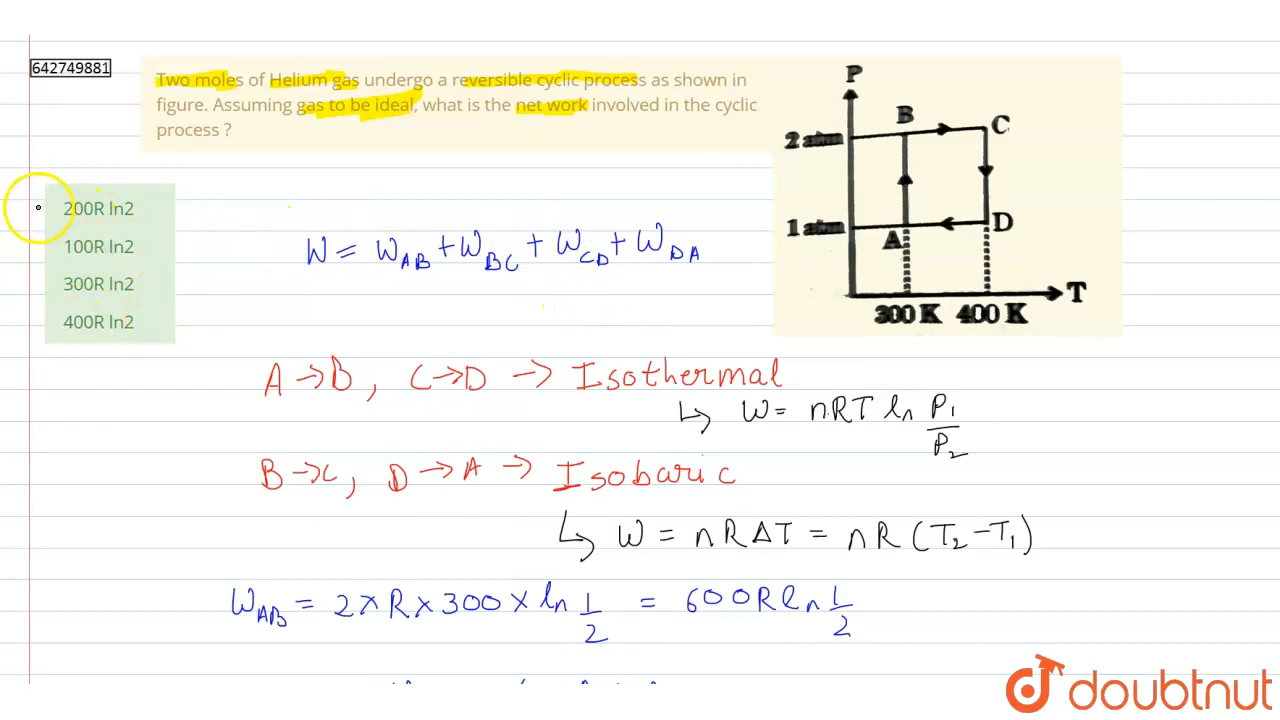 642749881
Two moles of Helium gas undergo a reversible cyclic process as shown in
figure. Assuming gas to be ideal, what is the net work involved in the cyclic
process ?
P
B
C
2 atm
1 atm
A
D
T
300 K 400 K
200R ln2
100R ln2
300R ln2
400R ln2
W = W_AB + W_BC + W_CD + W_DA
A → B, C → D → Isothermal
↳ W = nRT ln P₁/P₂
B → C, D → A → Isobaric
↳ W = nRΔT = nR (T₂ − T₁)
W_AB = 2 × R × 300 × ln 1/2 = 600R ln 1/2
doubtnut